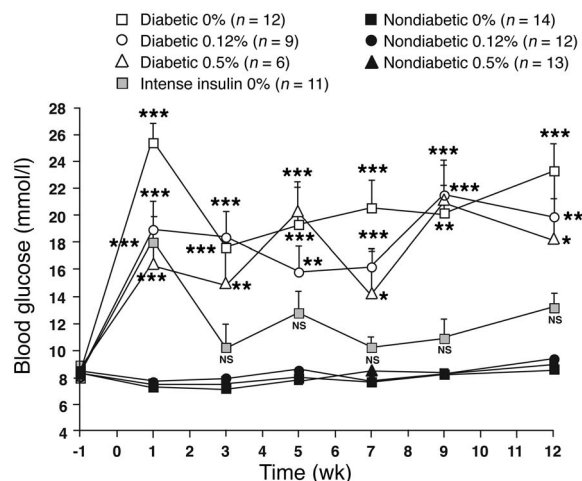 Diabetic 0% (n = 12)
Diabetic 0.12% (n = 9)
Diabetic 0.5% (n = 6)
Intense insulin 0% (n = 11)
Nondiabetic 0% (n = 14)
Nondiabetic 0.12% (n = 12)
Nondiabetic 0.5% (n = 13)
Blood glucose (mmol/l)
28
26
24
22
20
18
16
14
12
10
8
6
4
*** *** *** *** ***
*** *** ***
*** *** *** *** ** **
*** ** ** * *
NS NS NS NS NS
-1 0 1 2 3 4 5 6 7 8 9 10 11 12
Time (wk)